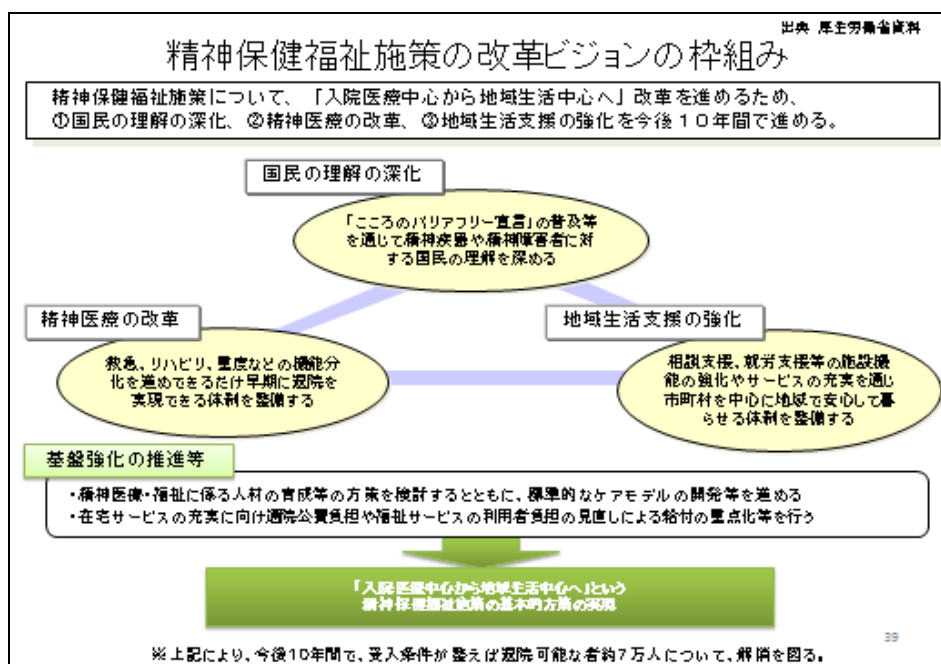 出典 厚生労働省資料
精神保健福祉施策の改革ビジョンの枠組み
精神保健福祉施策について、「入院医療中心から地域生活中心へ」改革を進めるため、
①国民の理解の深化、②精神医療の改革、③地域生活支援の強化を今後１０年間で進める。
国民の理解の深化
「こころのバリアフリー宣言」の普及等
を通じて精神疾患や精神障害者に対
する国民の理解を深める
精神医療の改革
救急、リハビリ、重度などの機能分
化を進めできるだけ早期に退院を
実現できる体制を整備する
地域生活支援の強化
相談支援、就労支援等の施設機
能の強化やサービスの充実を通じ
市町村を中心に地域で安心して暮
らせる体制を整備する
基盤強化の推進等
・精神医療・福祉に係る人材の育成等の方策を検討するとともに、標準的なケアモデルの開発等を進める
・在宅サービスの充実に向け通院公費負担や福祉サービスの利用者負担の見直しによる給付の重点化等を行う
「入院医療中心から地域生活中心へ」という
精神保健福祉施策の基本的方策の実現
39
※上記により、今後10年間で、受入条件が整えば退院可能な者約７万人について、解消を図る。